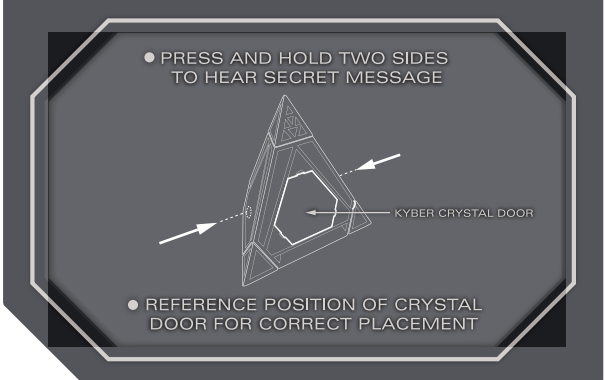 ● PRESS AND HOLD TWO SIDES
TO HEAR SECRET MESSAGE
KYBER CRYSTAL DOOR
● REFERENCE POSITION OF CRYSTAL
DOOR FOR CORRECT PLACEMENT